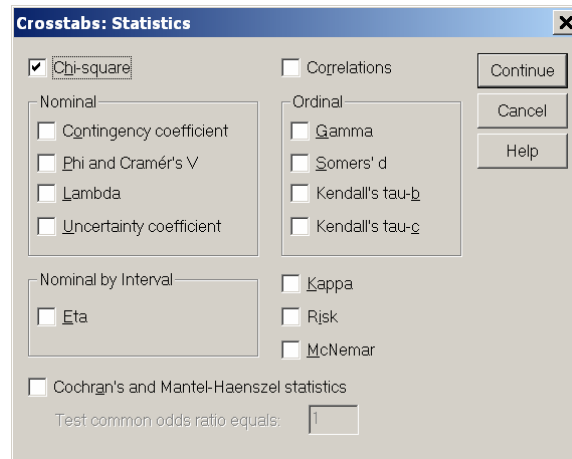 Crosstabs: Statistics
Chi-square
Correlations
Continue
Cancel
Help
Nominal
Contingency coefficient
Phi and Cramér's V
Lambda
Uncertainty coefficient
Ordinal
Gamma
Somers' d
Kendall's tau-b
Kendall's tau-c
Nominal by Interval
Eta
Kappa
Risk
McNemar
Cochran's and Mantel-Haenszel statistics
Test common odds ratio equals: 1